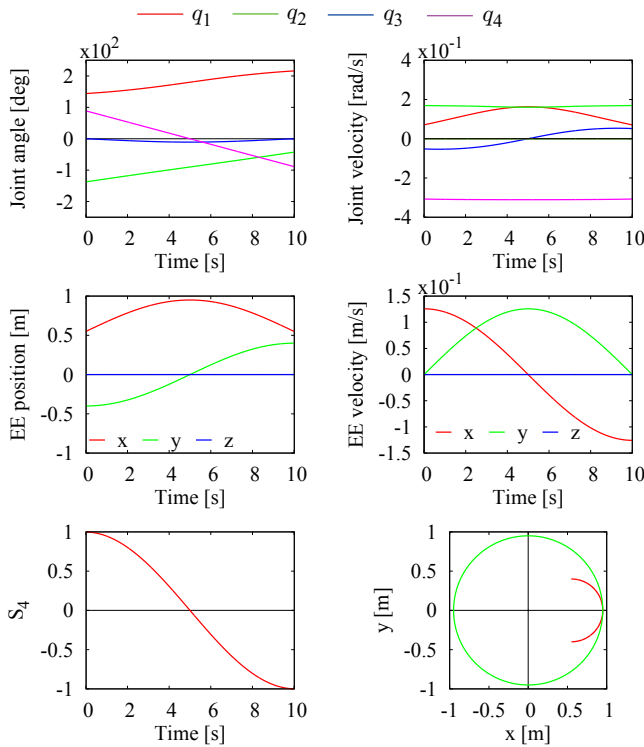 q1 q2 q3 q4
x10^2
Joint angle [deg]
2
1
0
-1
-2
0 2 4 6 8 10
Time [s]
x10^-1
Joint velocity [rad/s]
4
2
0
-2
-4
0 2 4 6 8 10
Time [s]
EE position [m]
1
0.5
0
-0.5
-1
x y z
0 2 4 6 8 10
Time [s]
x10^-1
EE velocity [m/s]
1.5
1
0.5
0
-0.5
-1
-1.5
x y z
0 2 4 6 8 10
Time [s]
S4
1
0.5
0
-0.5
-1
0 2 4 6 8 10
Time [s]
y [m]
1
0.5
0
-0.5
-1
-1 -0.5 0 0.5 1
x [m]